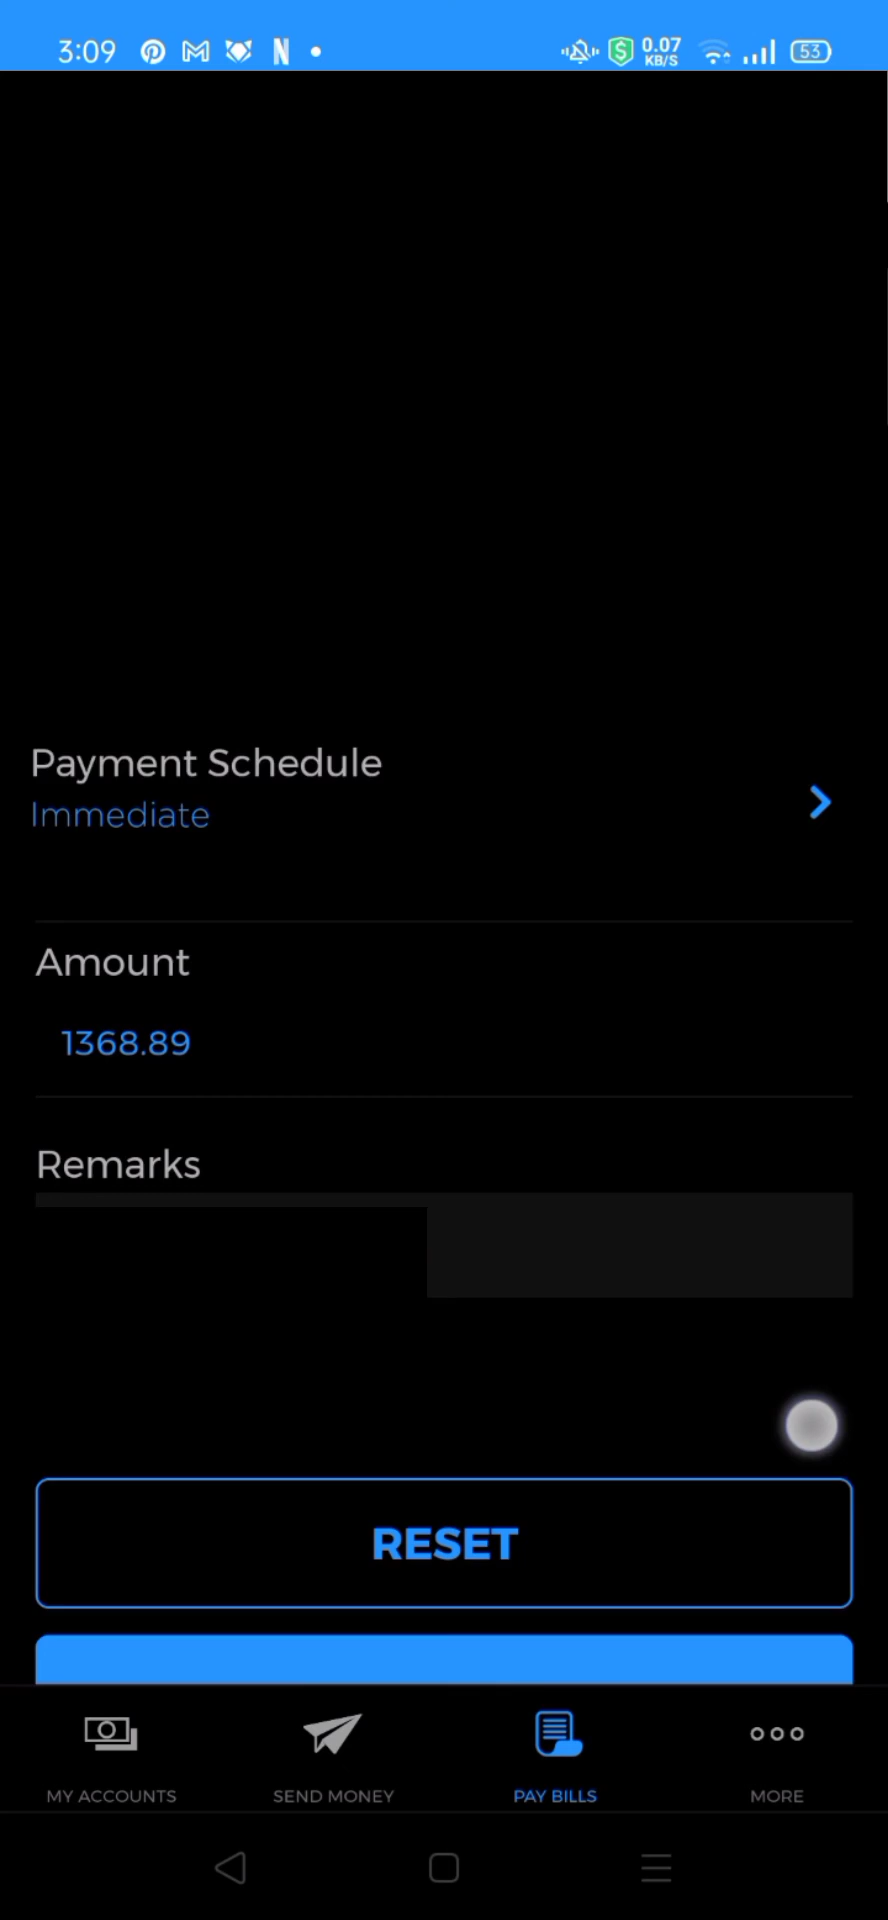 3:09
0.07
KB/S
53
Payment Schedule
Immediate
Amount
1368.89
Remarks
RESET
MY ACCOUNTS
SEND MONEY
PAY BILLS
MORE